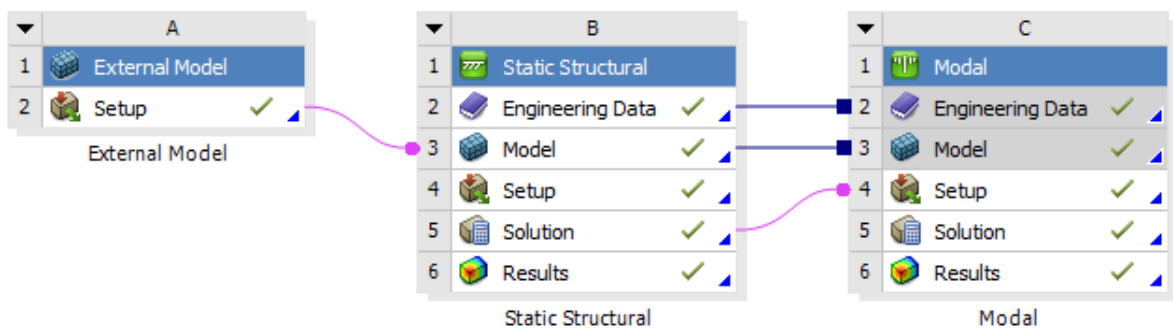 A
1 External Model
2 Setup
External Model
B
1 Static Structural
2 Engineering Data
3 Model
4 Setup
5 Solution
6 Results
Static Structural
C
1 Modal
2 Engineering Data
3 Model
4 Setup
5 Solution
6 Results
Modal